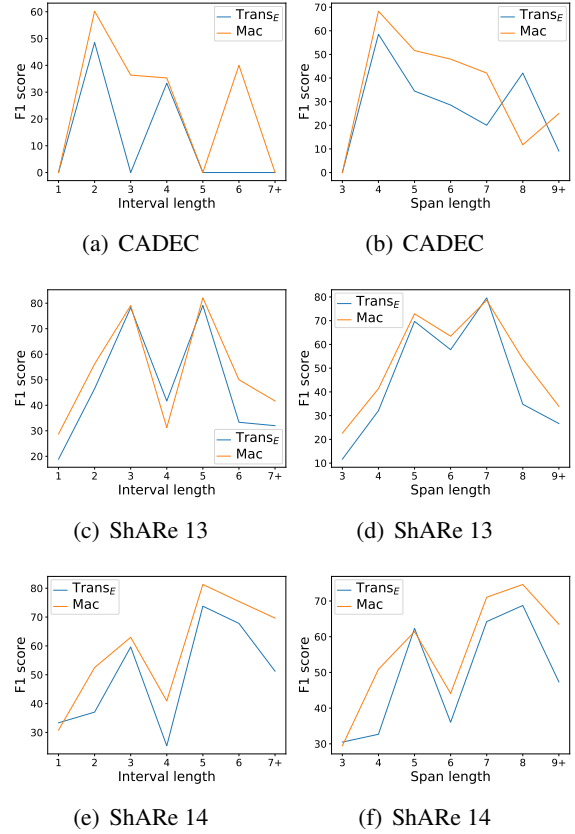 60
50
40
30
20
10
0
F1 score
Trans_E
Mac
1 2 3 4 5 6 7+
Interval length
(a) CADEC
70
60
50
40
30
20
10
0
F1 score
Trans_E
Mac
3 4 5 6 7 8 9+
Span length
(b) CADEC
80
70
60
50
40
30
20
F1 score
Trans_E
Mac
1 2 3 4 5 6 7+
Interval length
(c) ShARe 13
80
70
60
50
40
30
20
10
F1 score
Trans_E
Mac
3 4 5 6 7 8 9+
Span length
(d) ShARe 13
80
70
60
50
40
30
F1 score
Trans_E
Mac
1 2 3 4 5 6 7+
Interval length
(e) ShARe 14
70
60
50
40
30
F1 score
Trans_E
Mac
3 4 5 6 7 8 9+
Span length
(f) ShARe 14